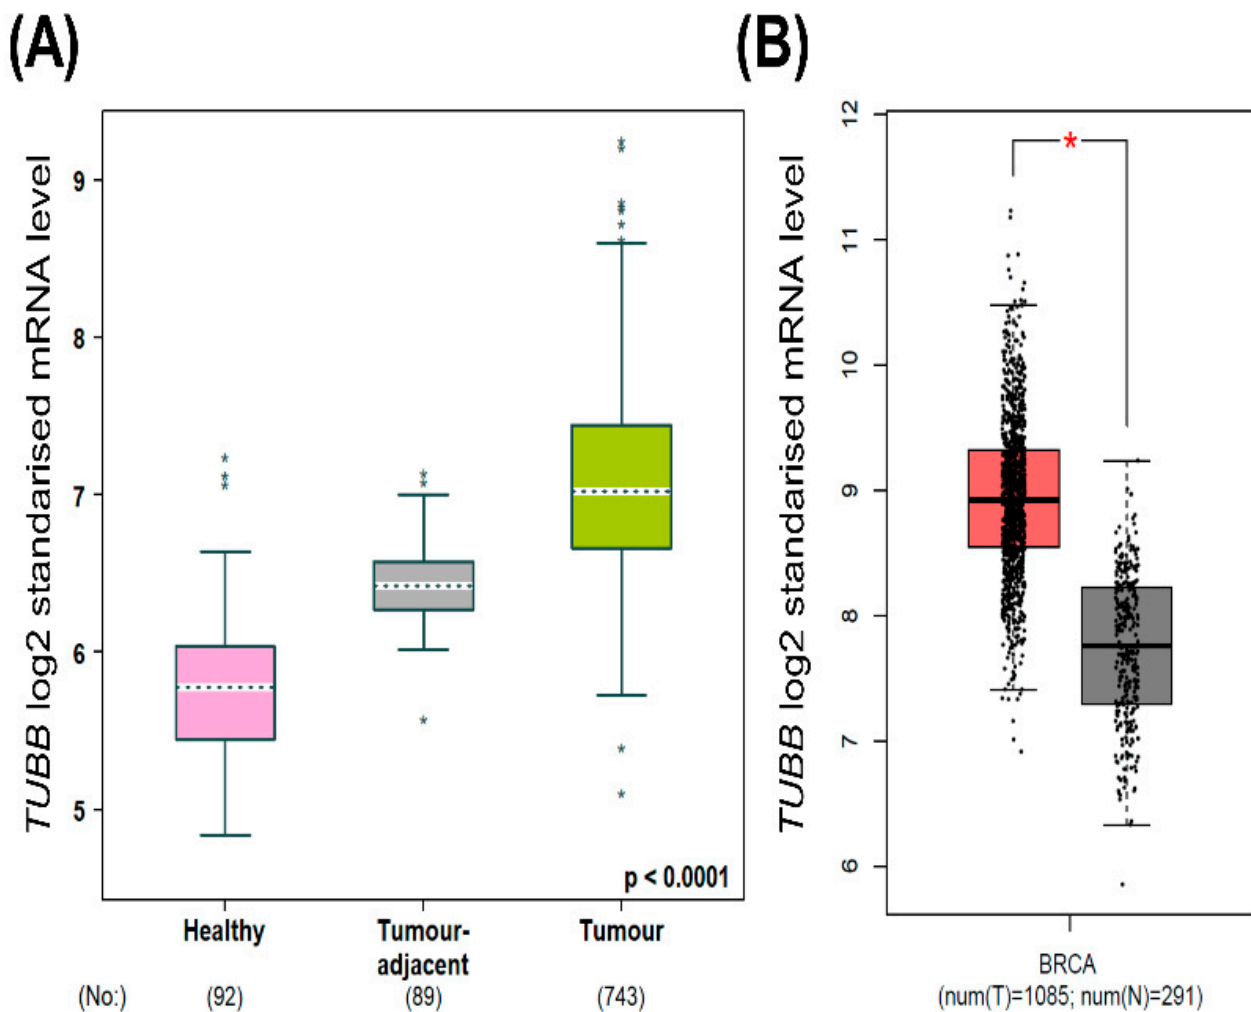 (A)
TUBB log2 standarised mRNA level
9
8
7
6
5
p < 0.0001
Healthy
Tumour-
adjacent
Tumour
(No:)
(92)
(89)
(743)
(B)
TUBB log2 standarised mRNA level
12
11
10
9
8
7
6
*
BRCA
(num(T)=1085; num(N)=291)